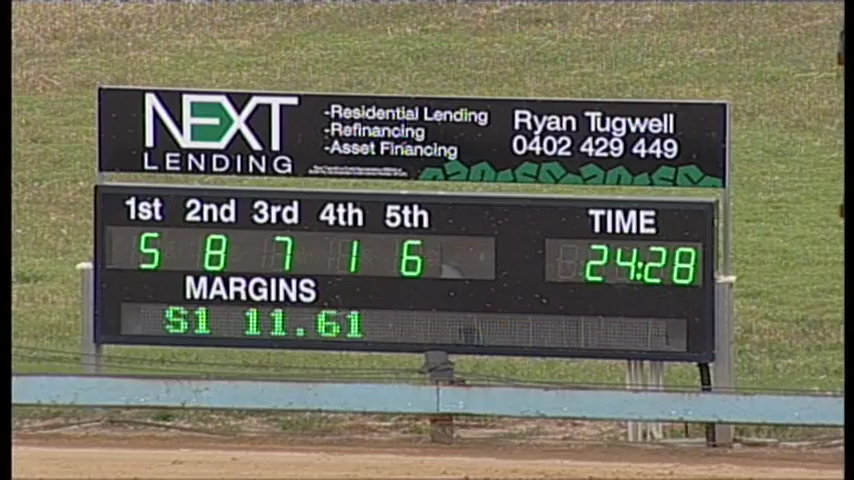 NEXT
LENDING
-Residential Lending
-Refinancing
-Asset Financing
Ryan Tugwell
0402 429 449
1st 2nd 3rd 4th 5th TIME
5 8 7 1 6 24:28
MARGINS
S1 11.61